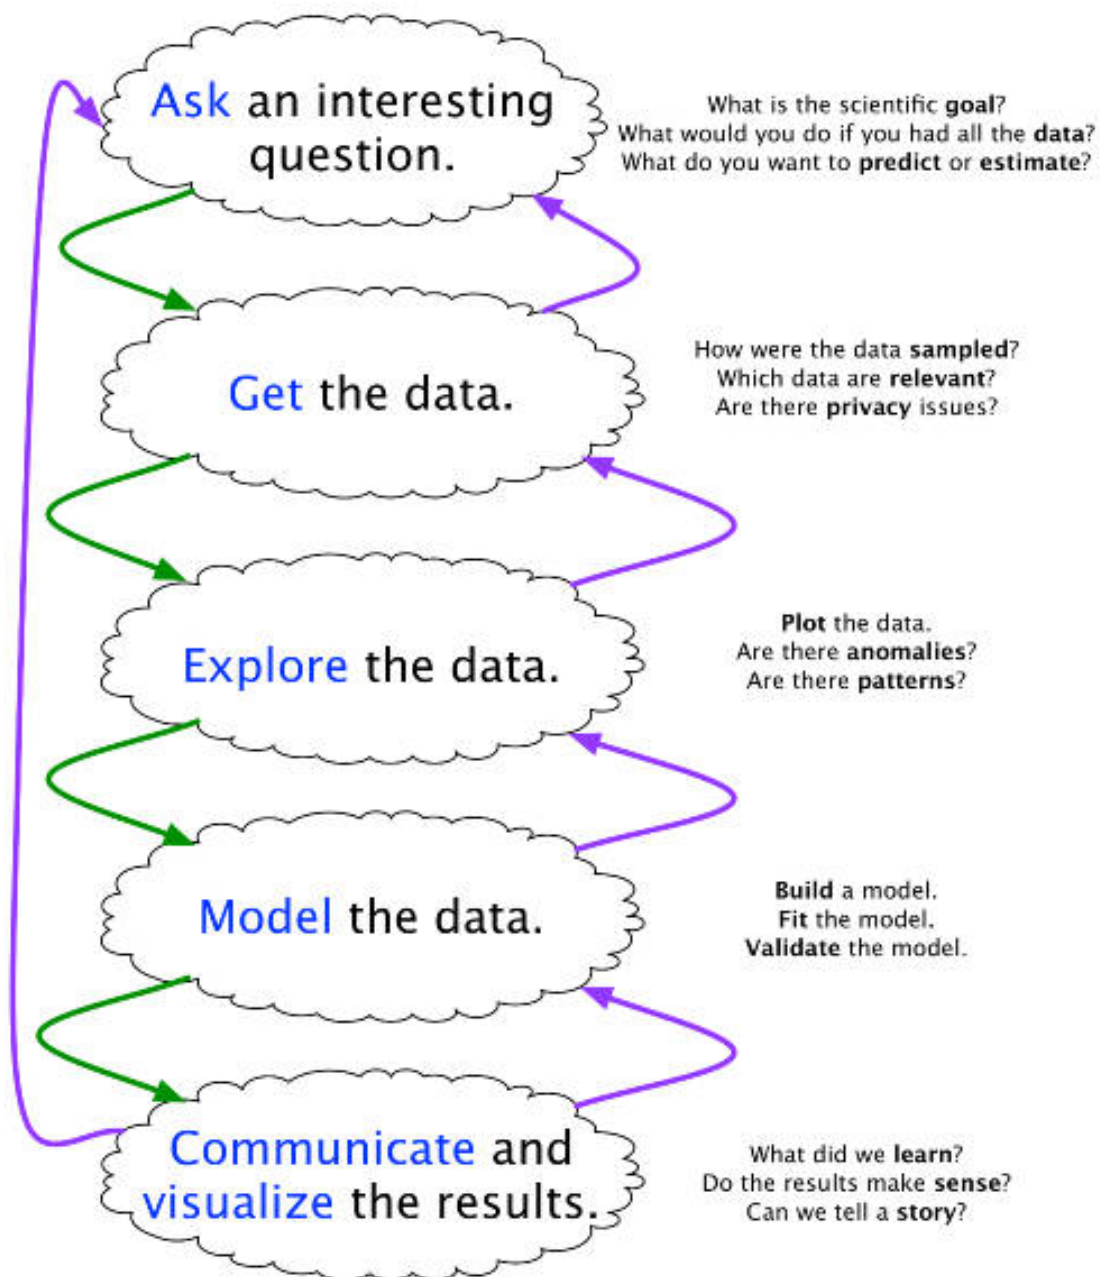 Ask an interesting
question.
What is the scientific goal?
What would you do if you had all the data?
What do you want to predict or estimate?
Get the data.
How were the data sampled?
Which data are relevant?
Are there privacy issues?
Explore the data.
Plot the data.
Are there anomalies?
Are there patterns?
Model the data.
Build a model.
Fit the model.
Validate the model.
Communicate and
visualize the results.
What did we learn?
Do the results make sense?
Can we tell a story?